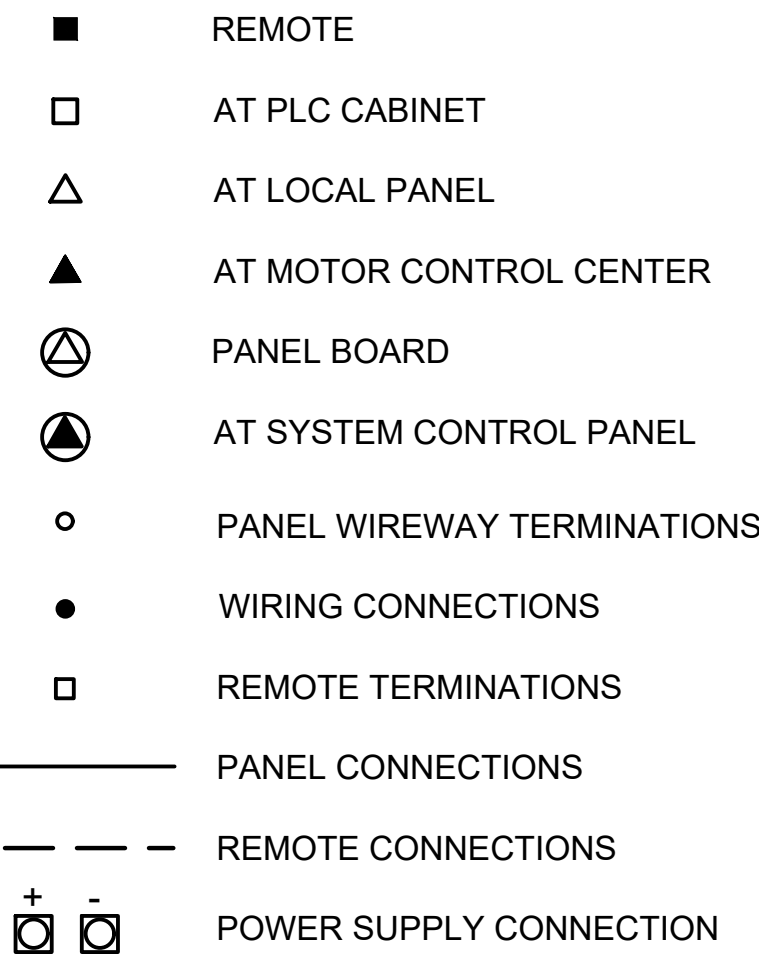 REMOTE
AT PLC CABINET
AT LOCAL PANEL
AT MOTOR CONTROL CENTER
PANEL BOARD
AT SYSTEM CONTROL PANEL
PANEL WIREWAY TERMINATIONS
WIRING CONNECTIONS
REMOTE TERMINATIONS
PANEL CONNECTIONS
REMOTE CONNECTIONS
+ -
POWER SUPPLY CONNECTION